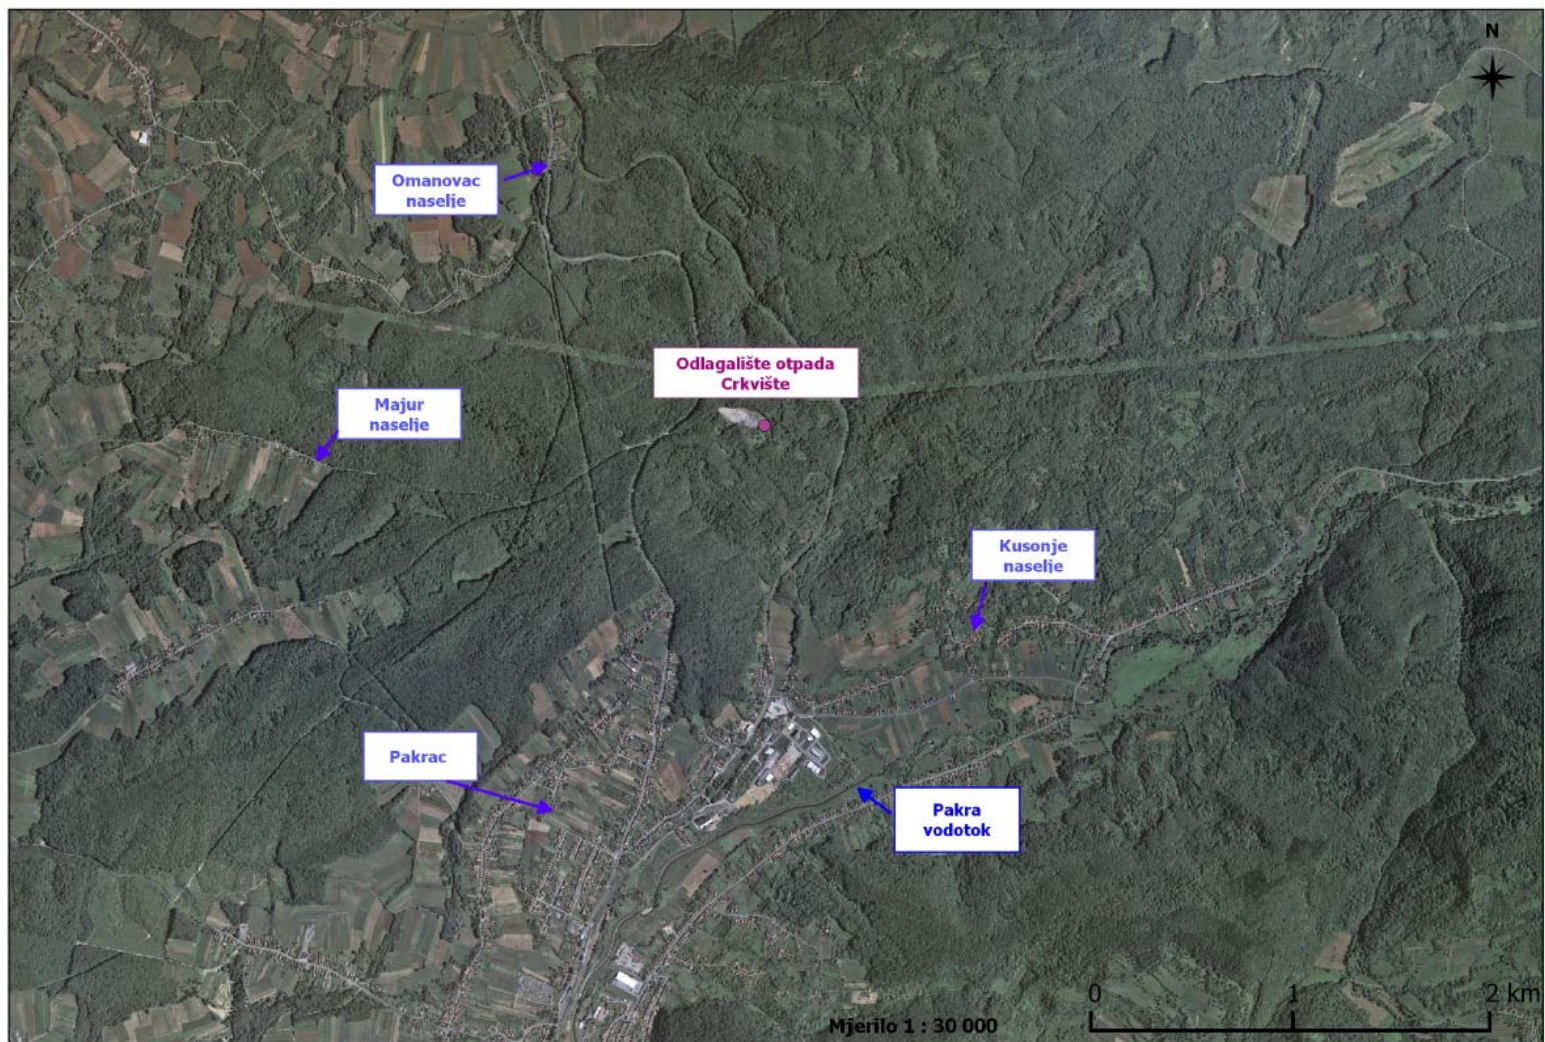 N
Omanovac
naselje
Odlagalište otpada
Crkvište
Majur
naselje
Kusonje
naselje
Pakrac
Pakra
vodotok
0 1 2 km
Mjerilo 1 : 30 000